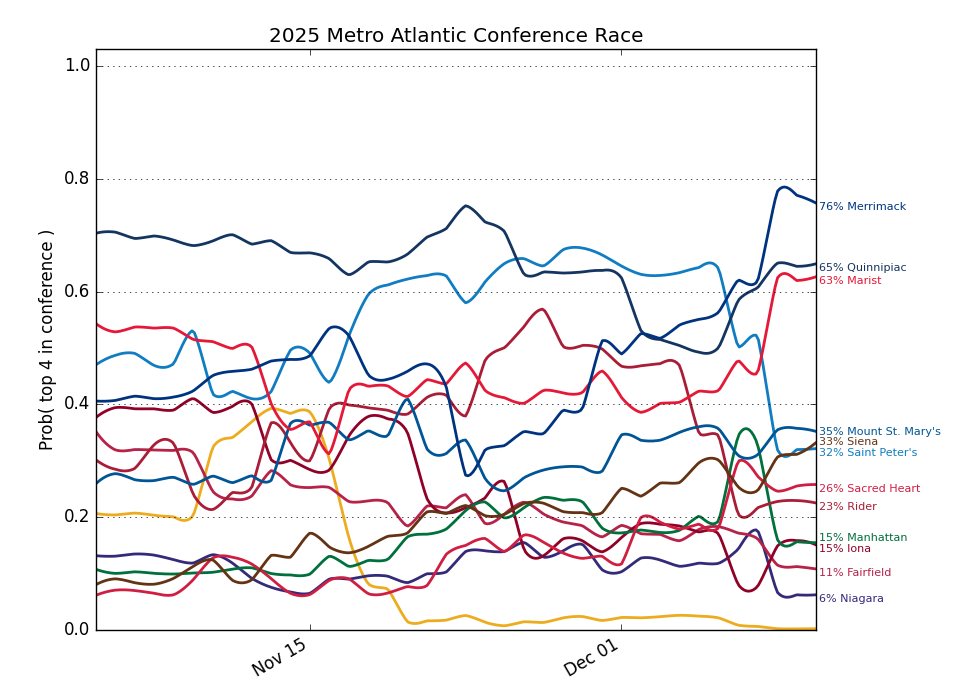 2025 Metro Atlantic Conference Race
Prob( top 4 in conference )
1.0
0.8
0.6
0.4
0.2
0.0
Nov 15
Dec 01
76% Merrimack
65% Quinnipiac
63% Marist
35% Mount St. Mary's
33% Siena
32% Saint Peter's
26% Sacred Heart
23% Rider
15% Manhattan
15% Iona
11% Fairfield
6% Niagara